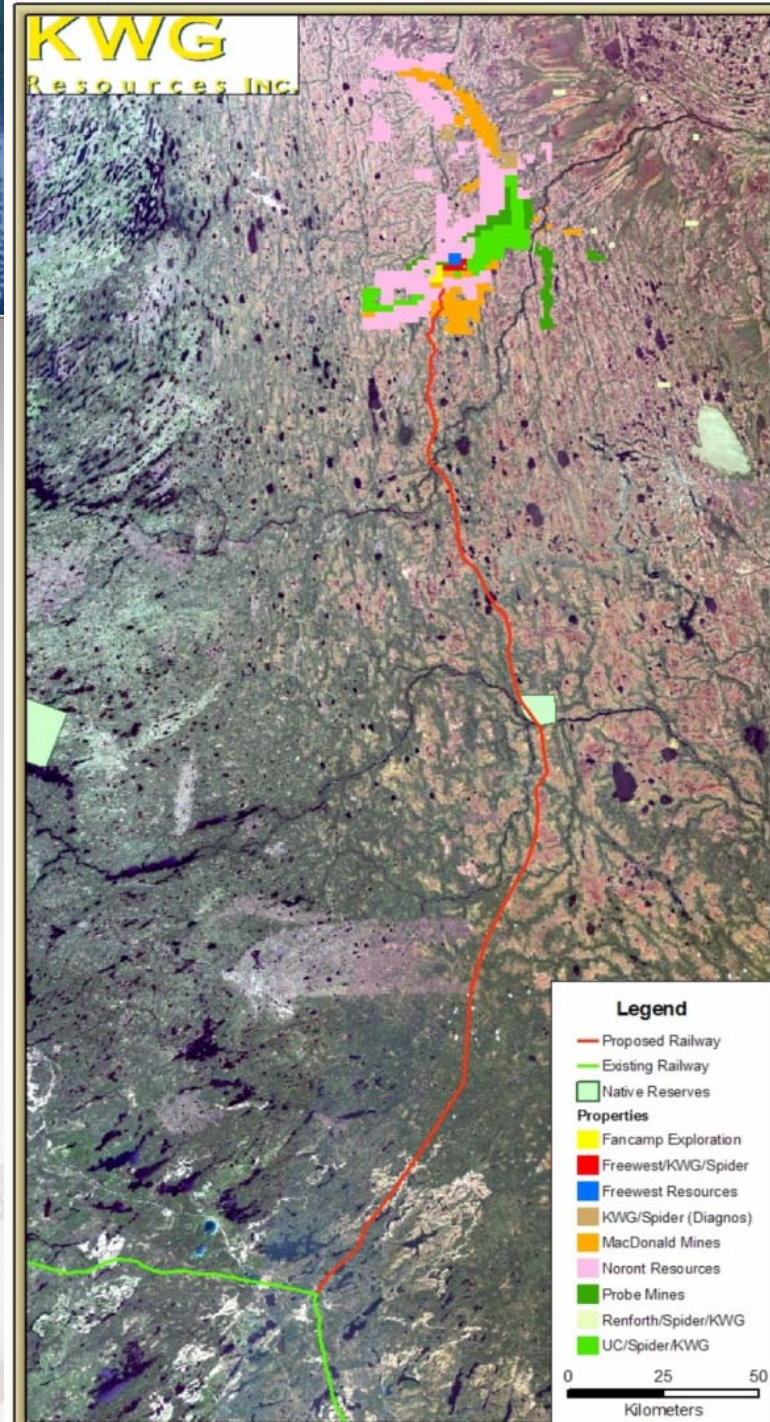 KWG
Resources Inc.
Legend
Proposed Railway
Existing Railway
Native Reserves
Properties
Fancamp Exploration
Freewest/KWG/Spider
Freewest Resources
KWG/Spider (Diagnos)
MacDonald Mines
Noront Resources
Probe Mines
Renforth/Spider/KWG
UC/Spider/KWG
0 25 50
Kilometers